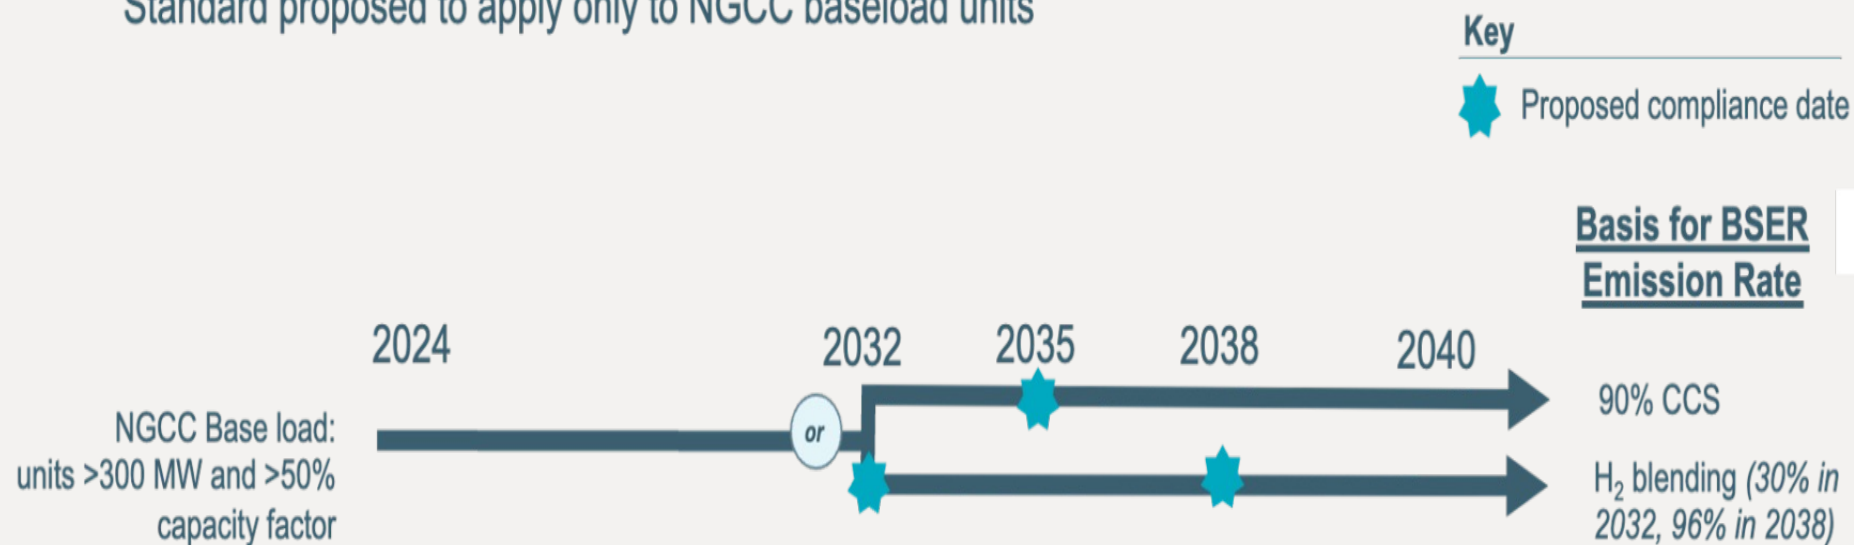 Standard proposed to apply only to NGCC baseload units
Key
Proposed compliance date
Basis for BSER
Emission Rate
2024
2032
2035
2038
2040
NGCC Base load:
units >300 MW and >50%
capacity factor
or
90% CCS
H₂ blending (30% in
2032, 96% in 2038)